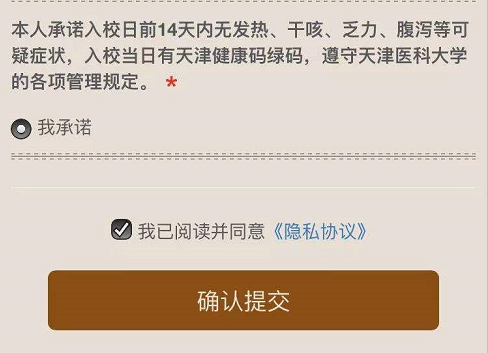 本人承诺入校日前14天内无发热、干咳、乏力、腹泻等可
疑症状，入校当日有天津健康码绿码，遵守天津医科大学
的各项管理规定。 *
我承诺
我已阅读并同意《隐私协议》
确认提交